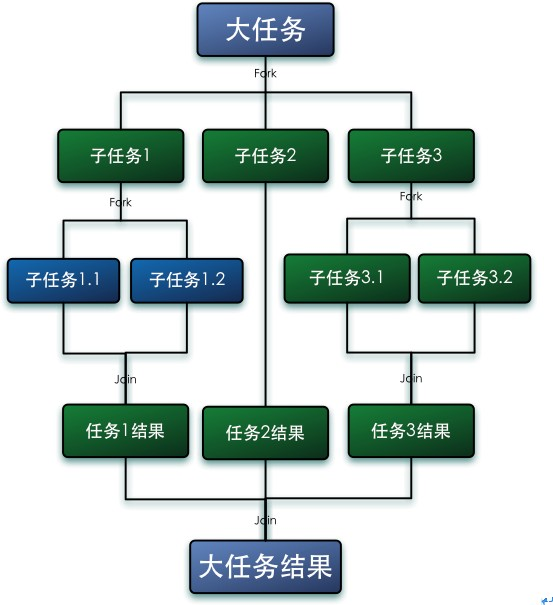 大任务
Fork
子任务1
子任务2
子任务3
Fork
Fork
子任务1.1
子任务1.2
子任务3.1
子任务3.2
Join
Join
任务1结果
任务2结果
任务3结果
Join
大任务结果